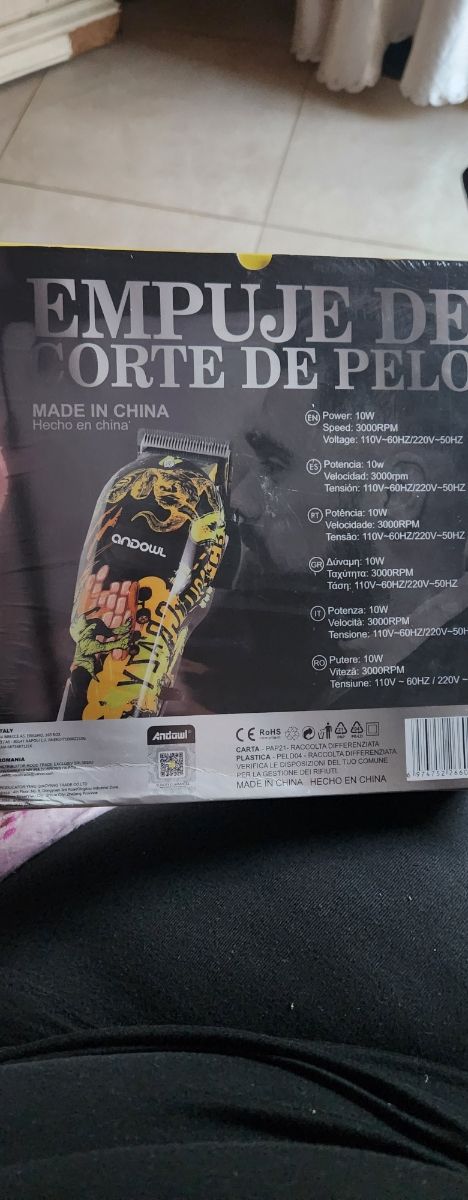 EMPUJE DE
CORTE DE PELO
MADE IN CHINA
Hecho en china
andowl
EN Power: 10W
Speed: 3000RPM
Voltage: 110V~60HZ/220V~50HZ
ES Potencia: 10w
Velocidad: 3000rpm
Tensión: 110V~60HZ/220V~50HZ
PT Potência: 10W
Velocidade: 3000RPM
Tensão: 110V~60HZ/220V~50HZ
GR Δύναμη: 10W
Ταχύτητα: 3000RPM
Τάση: 110V~60HZ/220V~50HZ
IT Potenza: 10W
Velocità: 3000RPM
Tensione: 110V~60HZ/220V~50H
RO Putere: 10W
Viteză: 3000RPM
Tensiune: 110V ~ 60HZ / 220V ~
ITALY
ROMANIA
Andowl
CE RoHS
CARTA - PAP21- RACCOLTA DIFFERENZIATA
PLASTICA - PELD04 - RACCOLTA DIFFERENZIATA
VERIFICA LE DISPOSIZIONI DEL TUO COMUNE
PER LA GESTIONE DEI RIFIUTI.
MADE IN CHINA HECHO EN CHINA